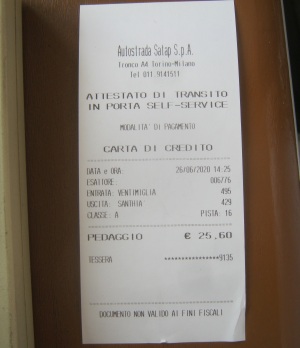 Autostrada Satap S.p.A.
Tronco A4 Torino-Milano
Tel 011 9141511
ATTESTATO DI TRANSITO
IN PORTA SELF-SERVICE
MODALITA' DI PAGAMENTO
CARTA DI CREDITO
DATA e ORA 26/06/2020 14:25
ESATTORE: 006776
ENTRATA: VENTIMIGLIA 495
USCITA: SANTHIA 429
CLASSE: A PISTA: 16
PEDAGGIO € 25,60
TESSERA ***************9135
DOCUMENTO NON VALIDO AI FINI FISCALI